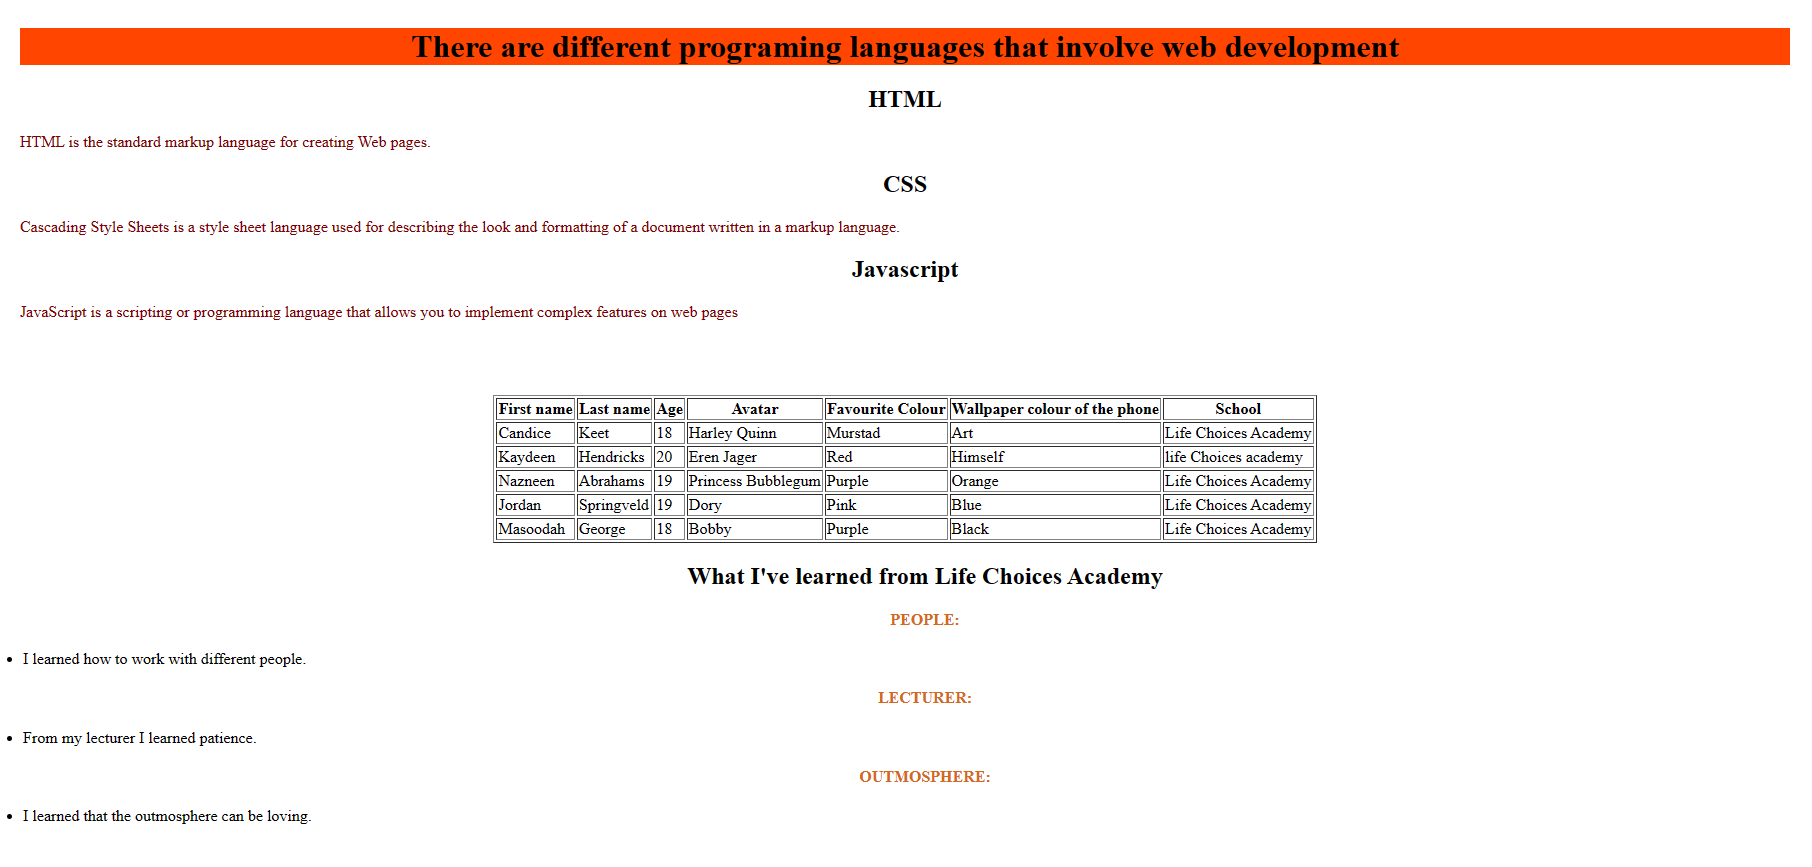 There are different programing languages that involve web development
HTML
HTML is the standard markup language for creating Web pages.
CSS
Cascading Style Sheets is a style sheet language used for describing the look and formatting of a document written in a markup language.
Javascript
JavaScript is a scripting or programming language that allows you to implement complex features on web pages
First name Last name Age Avatar Favourite Colour Wallpaper colour of the phone School
Candice Keet 18 Harley Quinn Murstad Art Life Choices Academy
Kaydeen Hendricks 20 Eren Jager Red Himself life Choices academy
Nazneen Abrahams 19 Princess Bubblegum Purple Orange Life Choices Academy
Jordan Springveld 19 Dory Pink Blue Life Choices Academy
Masoodah George 18 Bobby Purple Black Life Choices Academy
What I've learned from Life Choices Academy
PEOPLE:
• I learned how to work with different people.
LECTURER:
• From my lecturer I learned patience.
OUTMOSPHERE:
• I learned that the outmosphere can be loving.